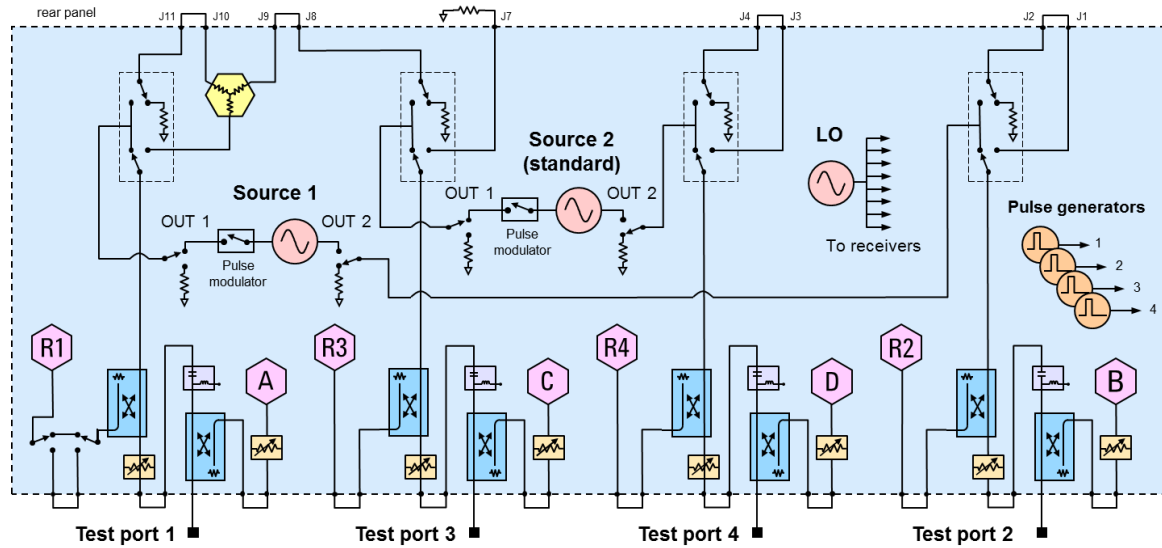 rear panel
J11
J10
J9
J8
J7
J4
J3
J2
J1
Source 1
OUT 1
OUT 2
Pulse
modulator
Source 2
(standard)
OUT 1
OUT 2
Pulse
modulator
LO
To receivers
Pulse generators
1
2
3
4
R1
A
R3
C
R4
D
R2
B
Test port 1
Test port 3
Test port 4
Test port 2